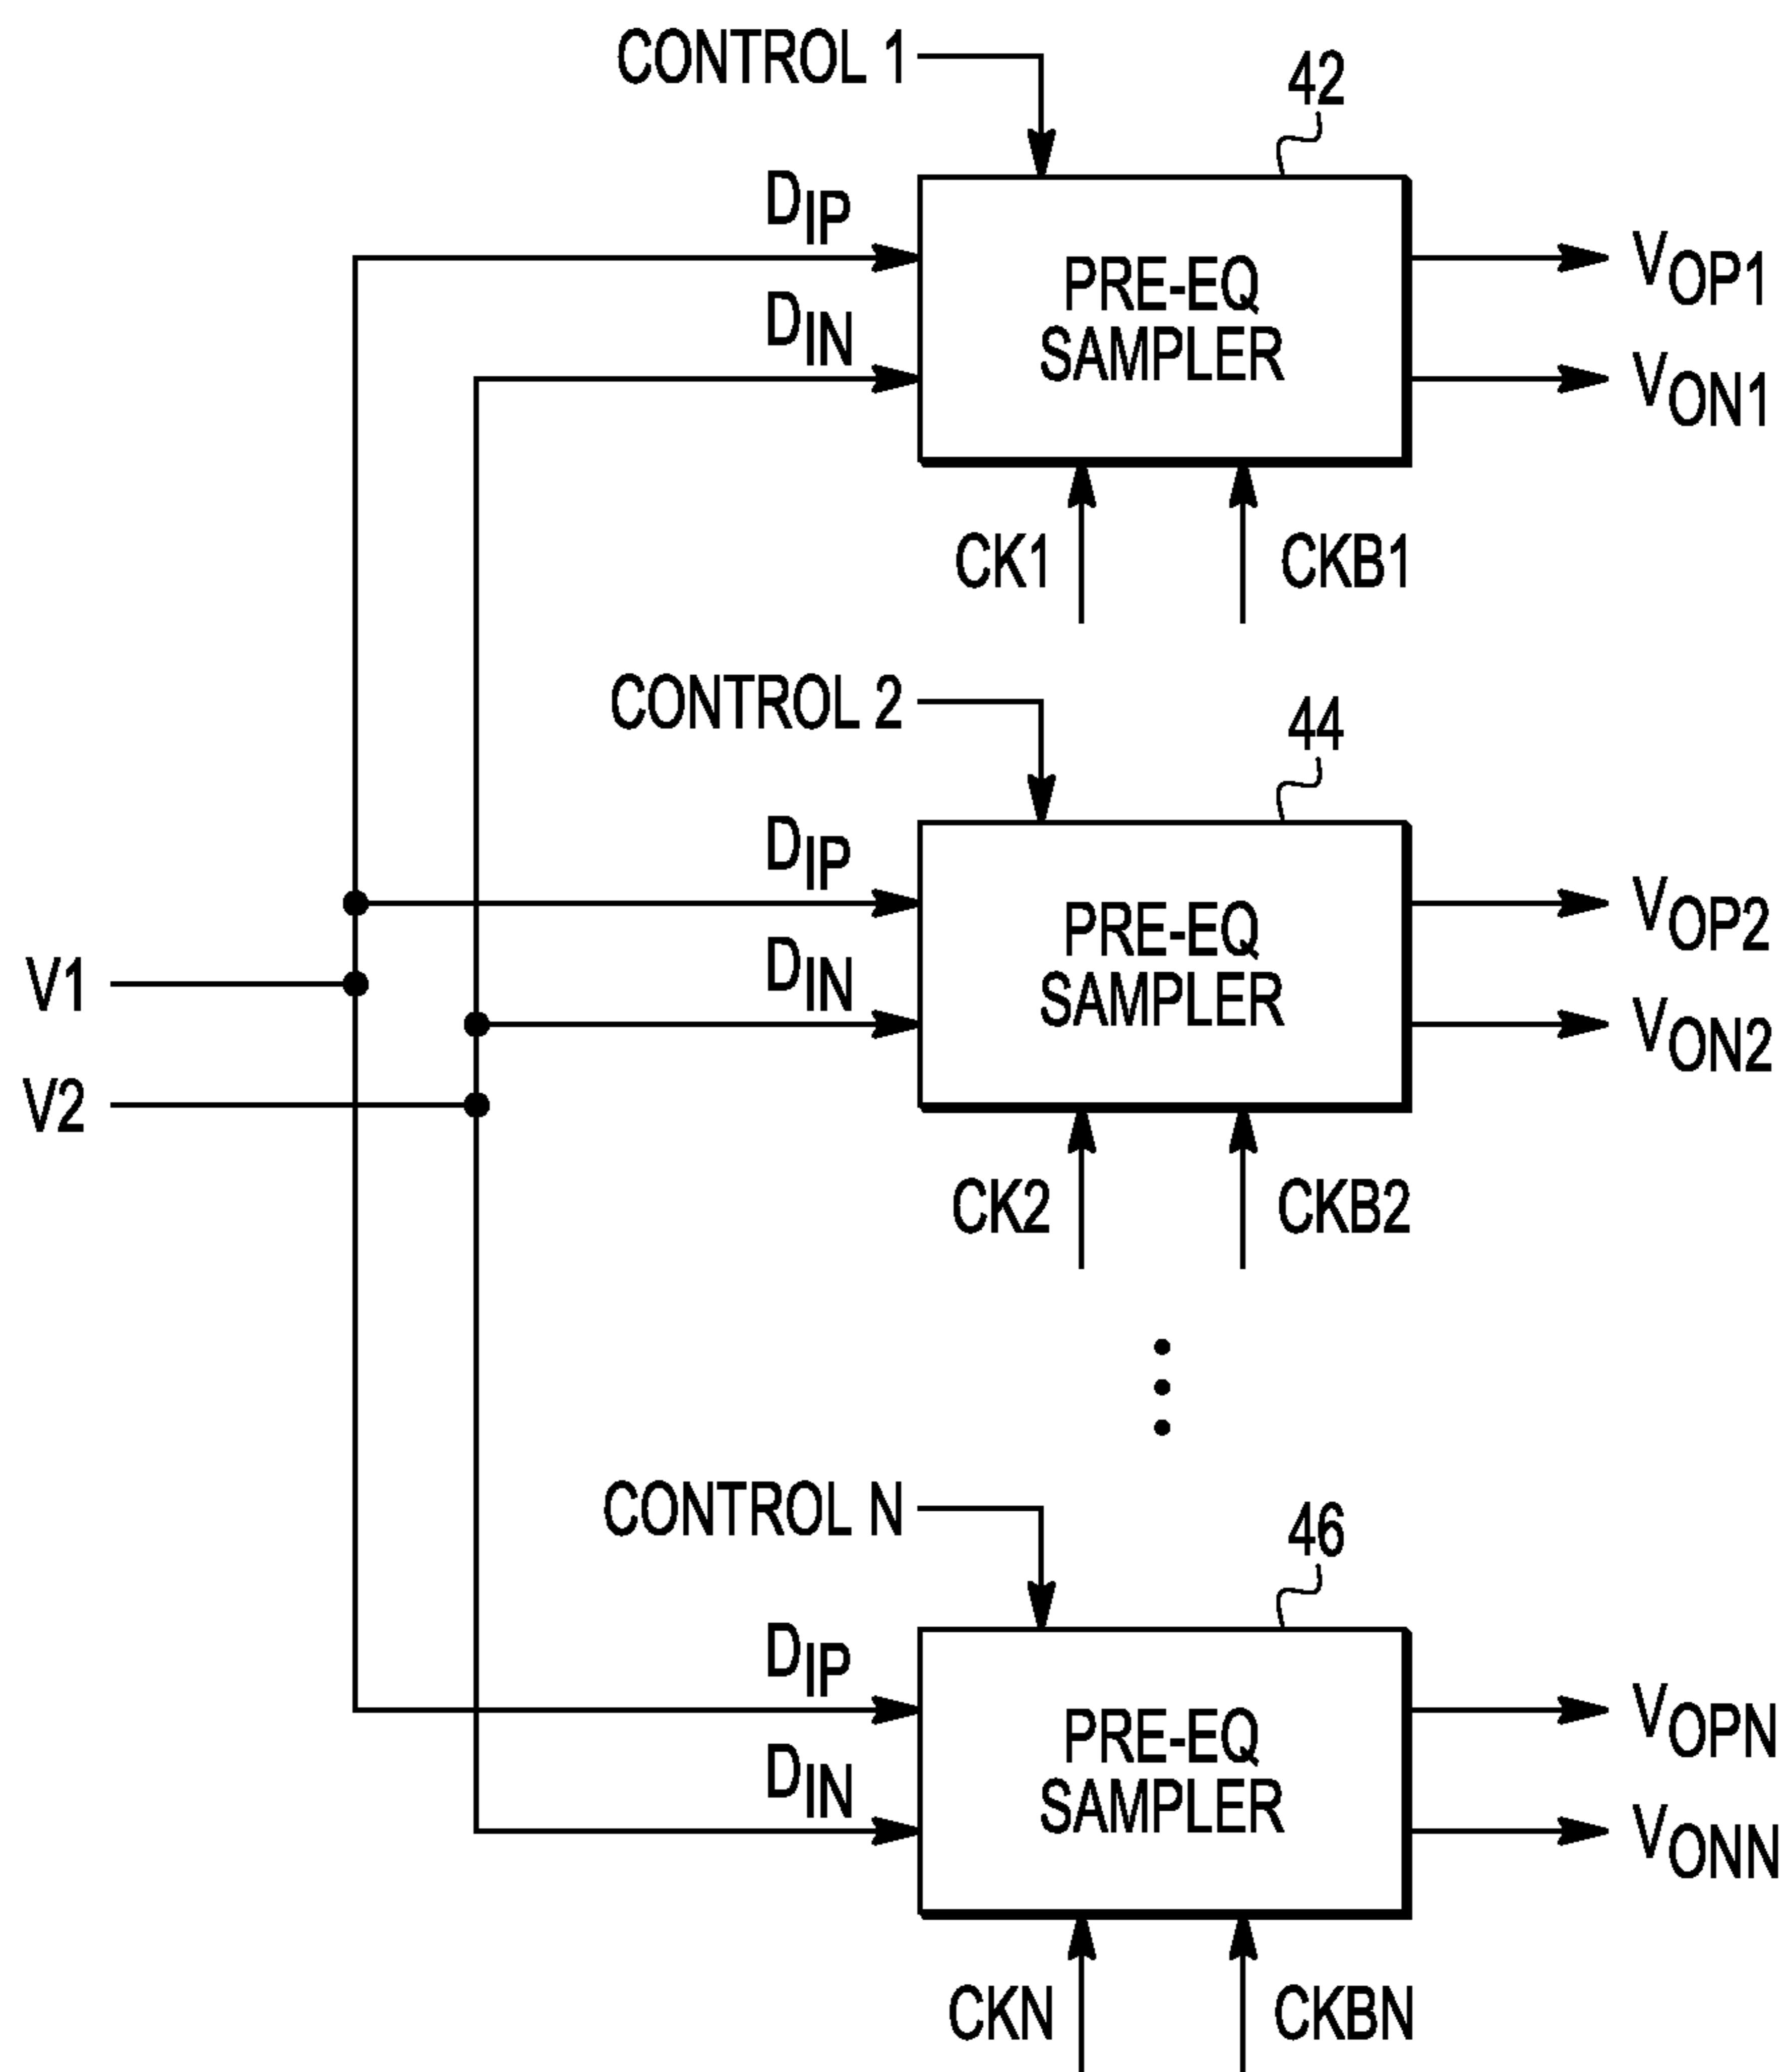 CONTROL 1
42
DIP
DIN
PRE-EQ
SAMPLER
VOP1
VON1
CK1
CKB1
CONTROL 2
44
DIP
DIN
PRE-EQ
SAMPLER
VOP2
VON2
V1
V2
CK2
CKB2
CONTROL N
46
DIP
DIN
PRE-EQ
SAMPLER
VOPN
VONN
CKN
CKBN